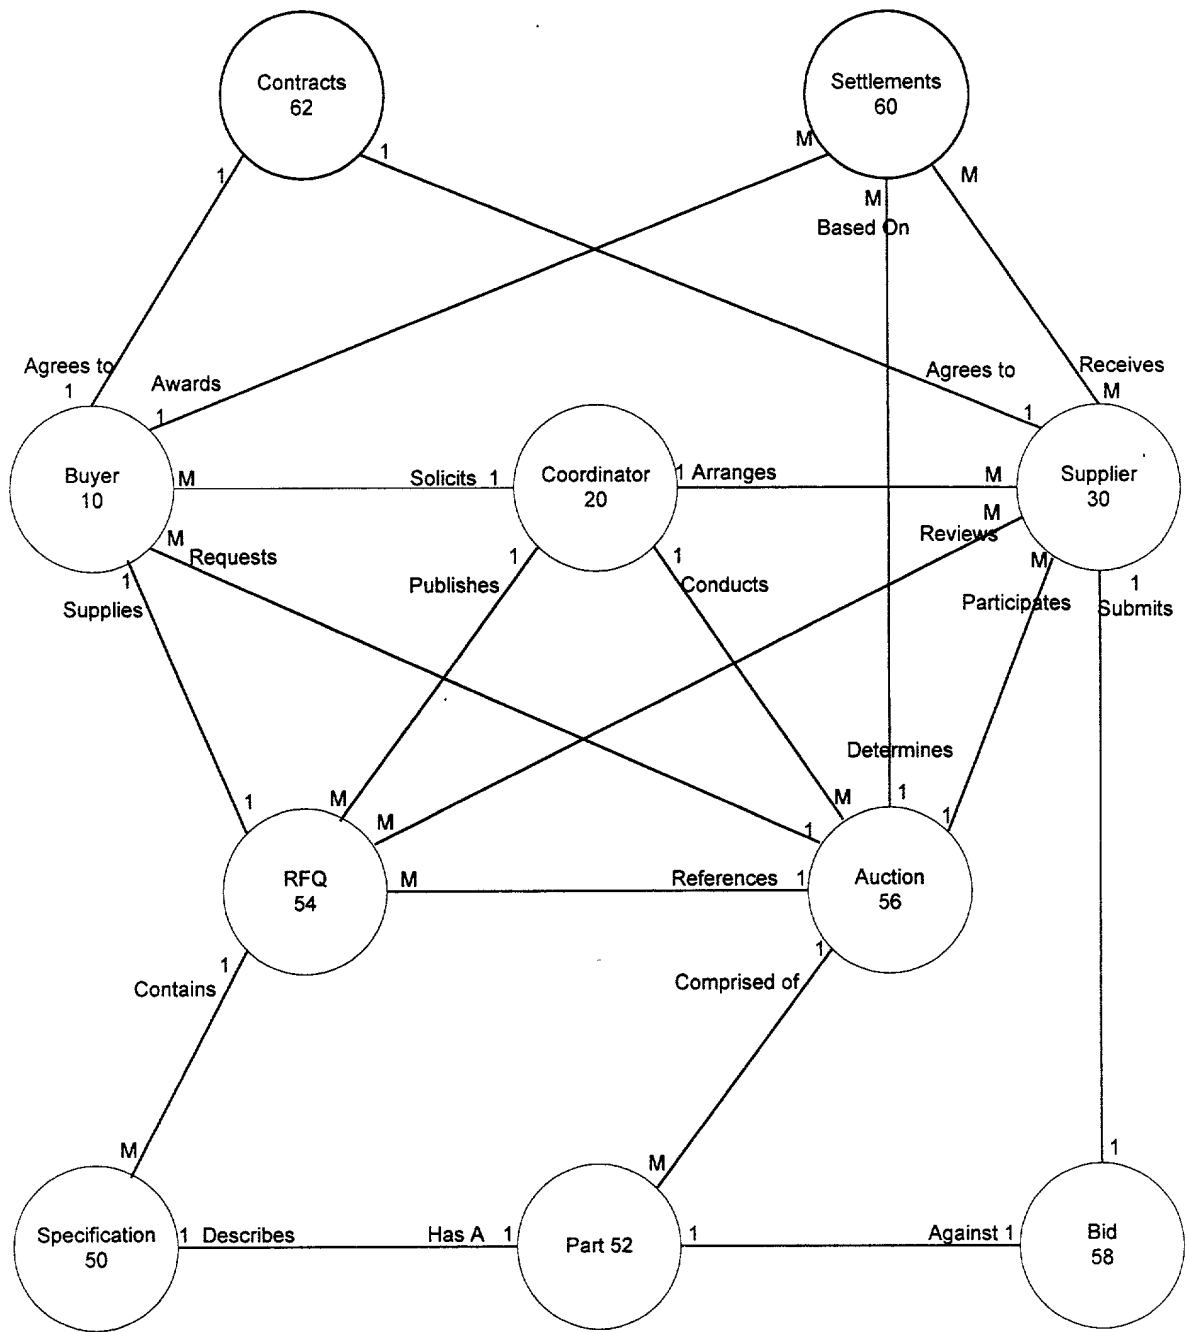 Contracts
62
Settlements
60
1
1
M
M
M
Based On
Agrees to
1
Awards
1
Agrees to
1
Receives
M
Buyer
10
M
Solicits 1
Coordinator
20
1 Arranges
M
Supplier
30
M
Requests
1
Supplies
1
Publishes
1
Conducts
M
Reviews
M
Participates
1
Submits
Determines
1
M
M
M
1
1
1
RFQ
54
M
References
1
Auction
56
1
Contains
1
Comprised of
M
M
1
Specification
50
1 Describes
Has A 1
Part 52
1
Against 1
Bid
58